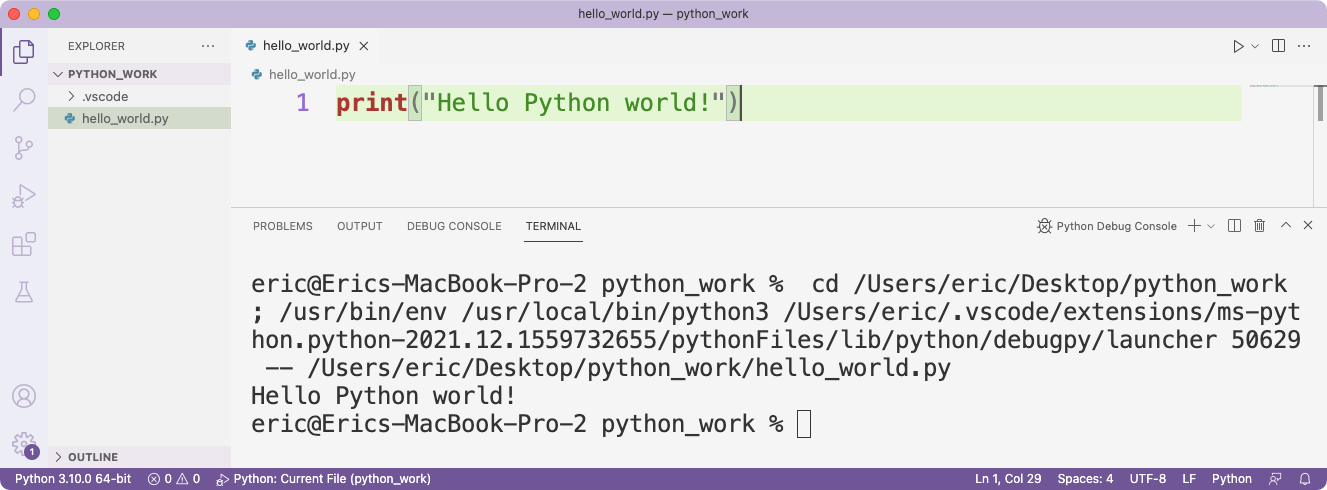 hello_world.py — python_work
EXPLORER
PYTHON_WORK
.vscode
hello_world.py
OUTLINE
hello_world.py
hello_world.py
1 print("Hello Python world!")
PROBLEMS OUTPUT DEBUG CONSOLE TERMINAL
Python Debug Console
eric@Erics-MacBook-Pro-2 python_work %  cd /Users/eric/Desktop/python_work
; /usr/bin/env /usr/local/bin/python3 /Users/eric/.vscode/extensions/ms-pyt
hon.python-2021.12.1559732655/pythonFiles/lib/python/debugpy/launcher 50629
 -- /Users/eric/Desktop/python_work/hello_world.py
Hello Python world!
eric@Erics-MacBook-Pro-2 python_work %
1
Python 3.10.0 64-bit 0 0 Python: Current File (python_work) Ln 1, Col 29 Spaces: 4 UTF-8 LF Python